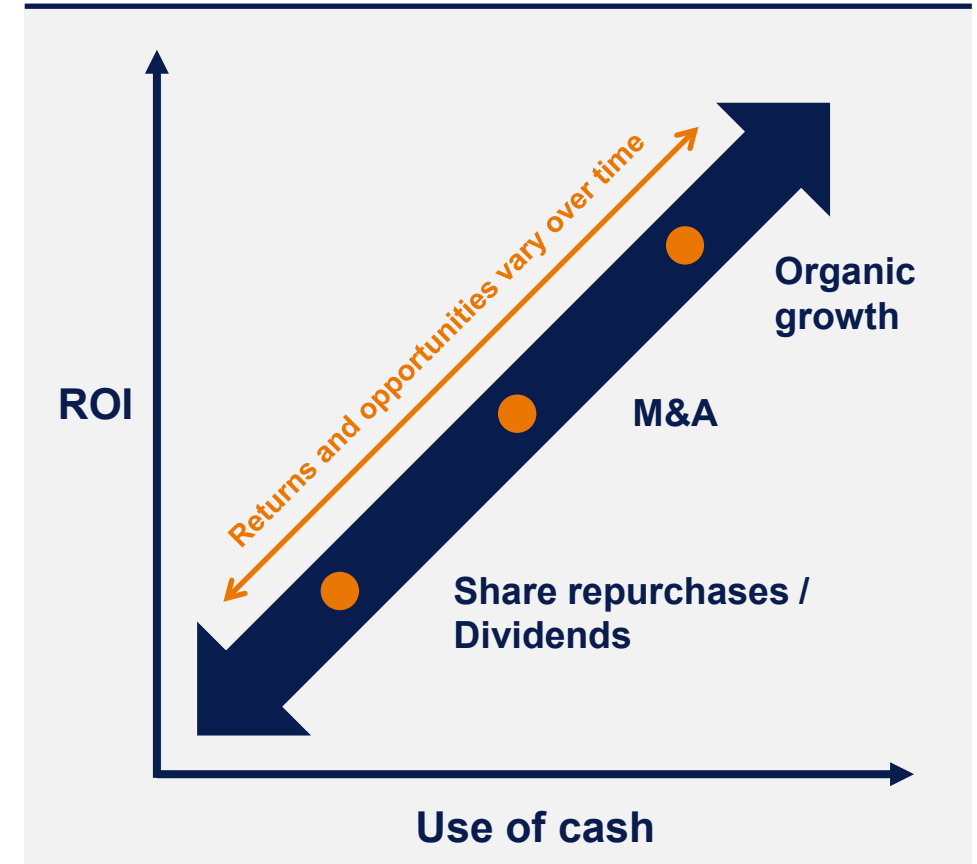 Returns and opportunities vary over time
Organic
growth
ROI
M&A
Share repurchases /
Dividends
Use of cash